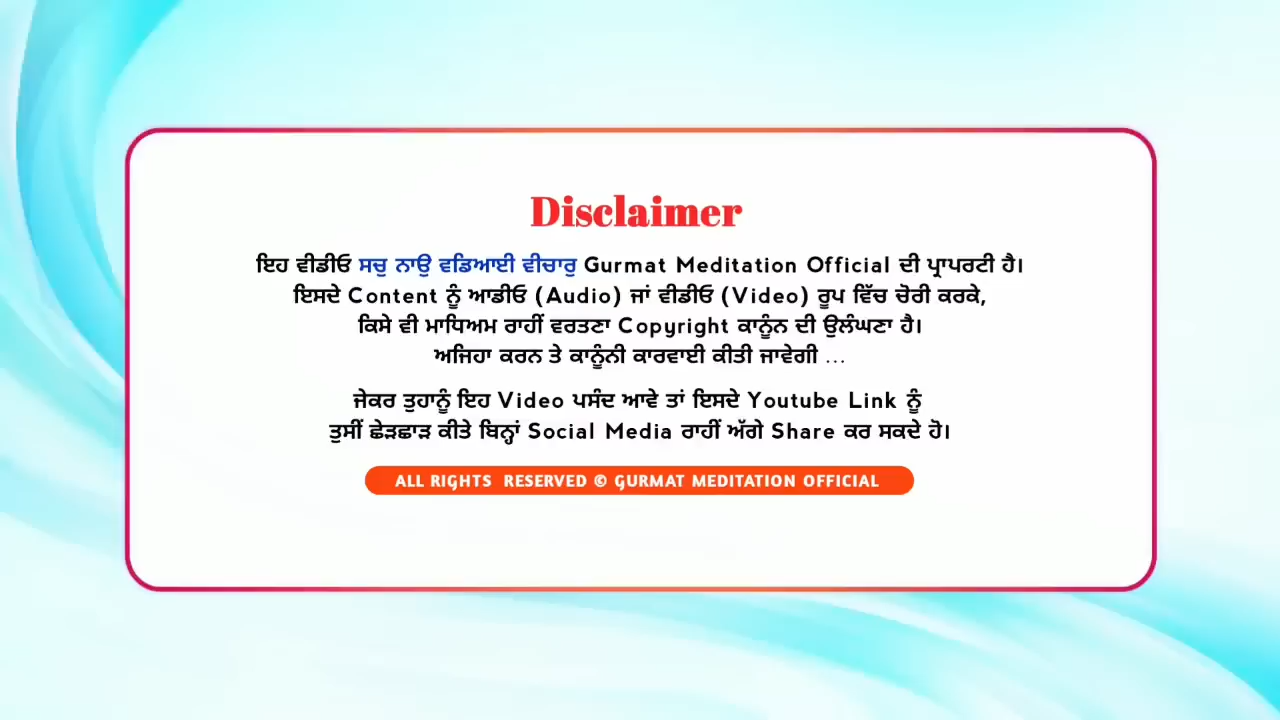 Disclaimer
ਇਹ ਵੀਡੀਓ ਸਚੁ ਨਾਉ ਵਡਿਆਈ ਵੀਚਾਰੁ Gurmat Meditation Official ਦੀ ਪ੍ਰਾਪਰਟੀ ਹੈ।
ਇਸਦੇ Content ਨੂੰ ਆਡੀਓ (Audio) ਜਾਂ ਵੀਡੀਓ (Video) ਰੂਪ ਵਿੱਚ ਚੋਰੀ ਕਰਕੇ,
ਕਿਸੇ ਵੀ ਮਾਧਿਅਮ ਰਾਹੀਂ ਵਰਤਣਾ Copyright ਕਾਨੂੰਨ ਦੀ ਉਲੰਘਣਾ ਹੈ।
ਅਜਿਹਾ ਕਰਨ ਤੇ ਕਾਨੂੰਨੀ ਕਾਰਵਾਈ ਕੀਤੀ ਜਾਵੇਗੀ ...
ਜੇਕਰ ਤੁਹਾਨੂੰ ਇਹ Video ਪਸੰਦ ਆਵੇ ਤਾਂ ਇਸਦੇ Youtube Link ਨੂੰ
ਤੁਸੀਂ ਛੇੜਛਾੜ ਕੀਤੇ ਬਿਨ੍ਹਾਂ Social Media ਰਾਹੀਂ ਅੱਗੇ Share ਕਰ ਸਕਦੇ ਹੋ।
ALL RIGHTS RESERVED © GURMAT MEDITATION OFFICIAL